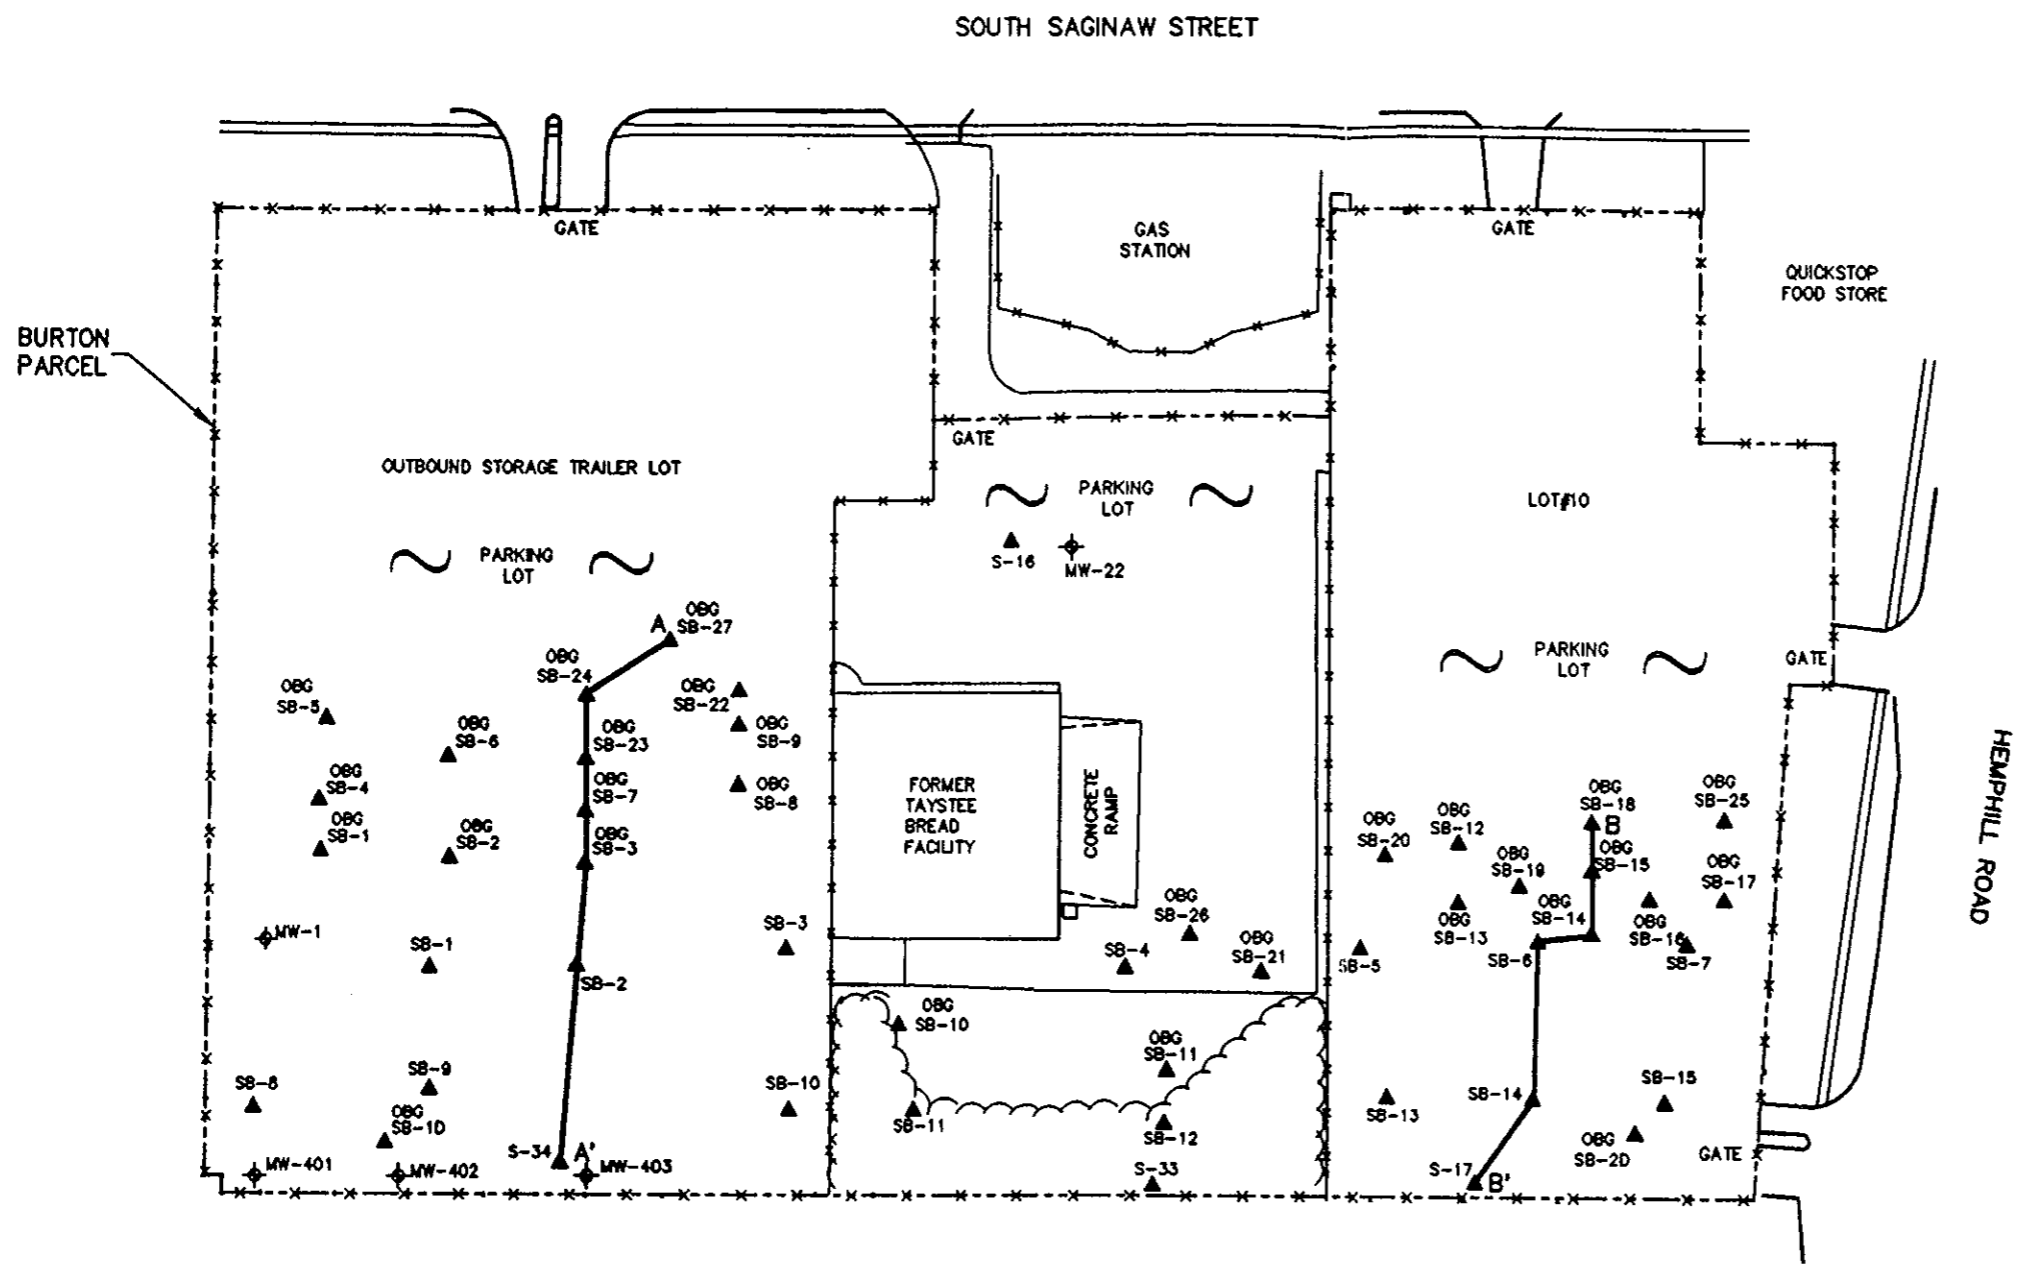 SOUTH SAGINAW STREET
GATE
GATE
GAS
STATION
QUICKSTOP
FOOD STORE
BURTON
PARCEL
GATE
OUTBOUND STORAGE TRAILER LOT
PARKING
LOT
LOT#10
PARKING
LOT
S-16
MW-22
A
OBG
SB-27
OBG
SB-24
PARKING
LOT
GATE
OBG
SB-5
OBG
SB-22
OBG
SB-6
OBG
SB-23
OBG
SB-9
HEMPHILL ROAD
OBG
SB-4
OBG
SB-7
OBG
SB-8
FORMER
TAYSTEE
BREAD
FACILITY
CONCRETE
RAMP
OBG
SB-18
B
OBG
SB-25
OBG
SB-1
OBG
SB-2
OBG
SB-3
OBG
SB-20
OBG
SB-12
OBG
SB-19
OBG
SB-15
OBG
SB-17
OBG
SB-26
OBG
SB-13
OBG
SB-14
OBG
SB-16
MW-1
SB-1
SB-3
SB-4
OBG
SB-21
SB-5
SB-6
SB-7
SB-2
OBG
SB-10
OBG
SB-11
SB-8
SB-9
SB-10
SB-11
SB-12
SB-13
SB-14
SB-15
OBG
SB-1D
OBG
SB-2D
GATE
S-34
A'
MW-401
MW-402
MW-403
S-33
S-17
B'